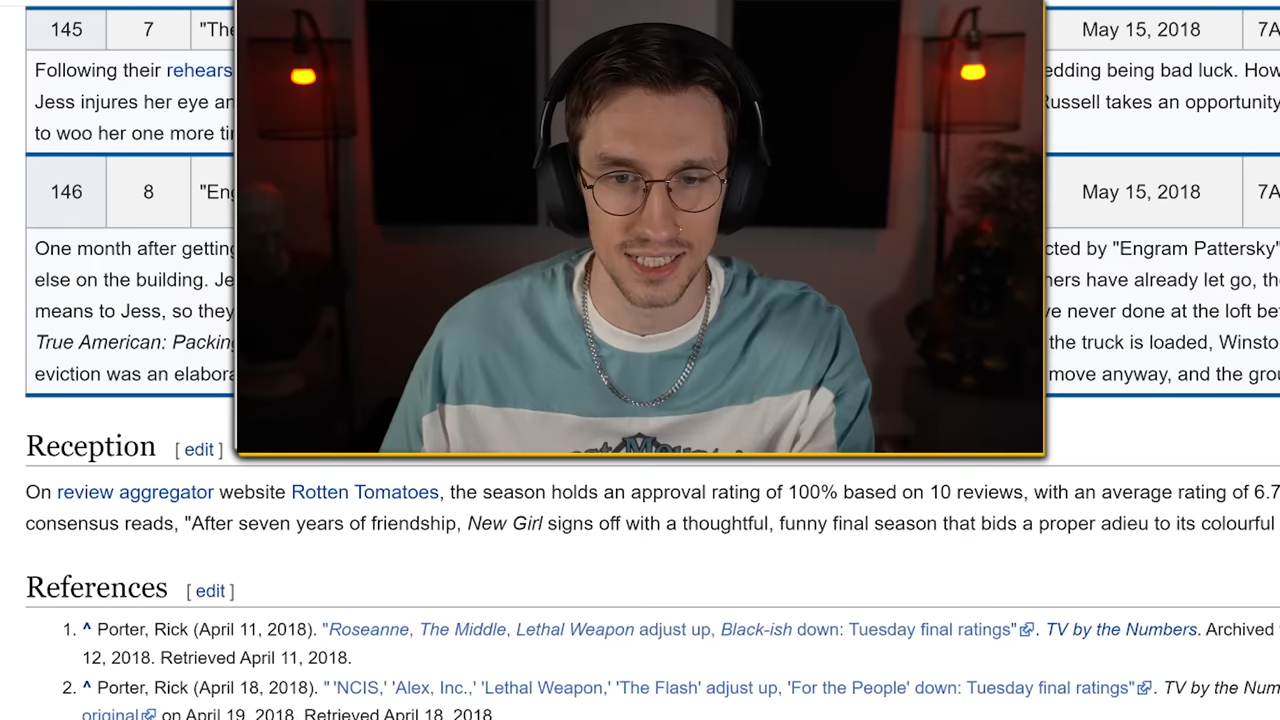 145 7 "The May 15, 2018 7A
Following their rehears edding being bad luck. How
Jess injures her eye an Russell takes an opportunity
to woo her one more ti
146 8 "Eng May 15, 2018 7A
One month after getting cted by "Engram Pattersky"
else on the building. Je ners have already let go, th
means to Jess, so they ve never done at the loft be
True American: Packing the truck is loaded, Winsto
eviction was an elabora move anyway, and the grou
Reception [ edit ]
On review aggregator website Rotten Tomatoes, the season holds an approval rating of 100% based on 10 reviews, with an average rating of 6.7
consensus reads, "After seven years of friendship, New Girl signs off with a thoughtful, funny final season that bids a proper adieu to its colourful
References [ edit ]
1. ^ Porter, Rick (April 11, 2018). "Roseanne, The Middle, Lethal Weapon adjust up, Black-ish down: Tuesday final ratings". TV by the Numbers. Archived
12, 2018. Retrieved April 11, 2018.
2. ^ Porter, Rick (April 18, 2018). " 'NCIS,' 'Alex, Inc.,' 'Lethal Weapon,' 'The Flash' adjust up, 'For the People' down: Tuesday final ratings". TV by the Num
original on April 19, 2018. Retrieved April 18, 2018